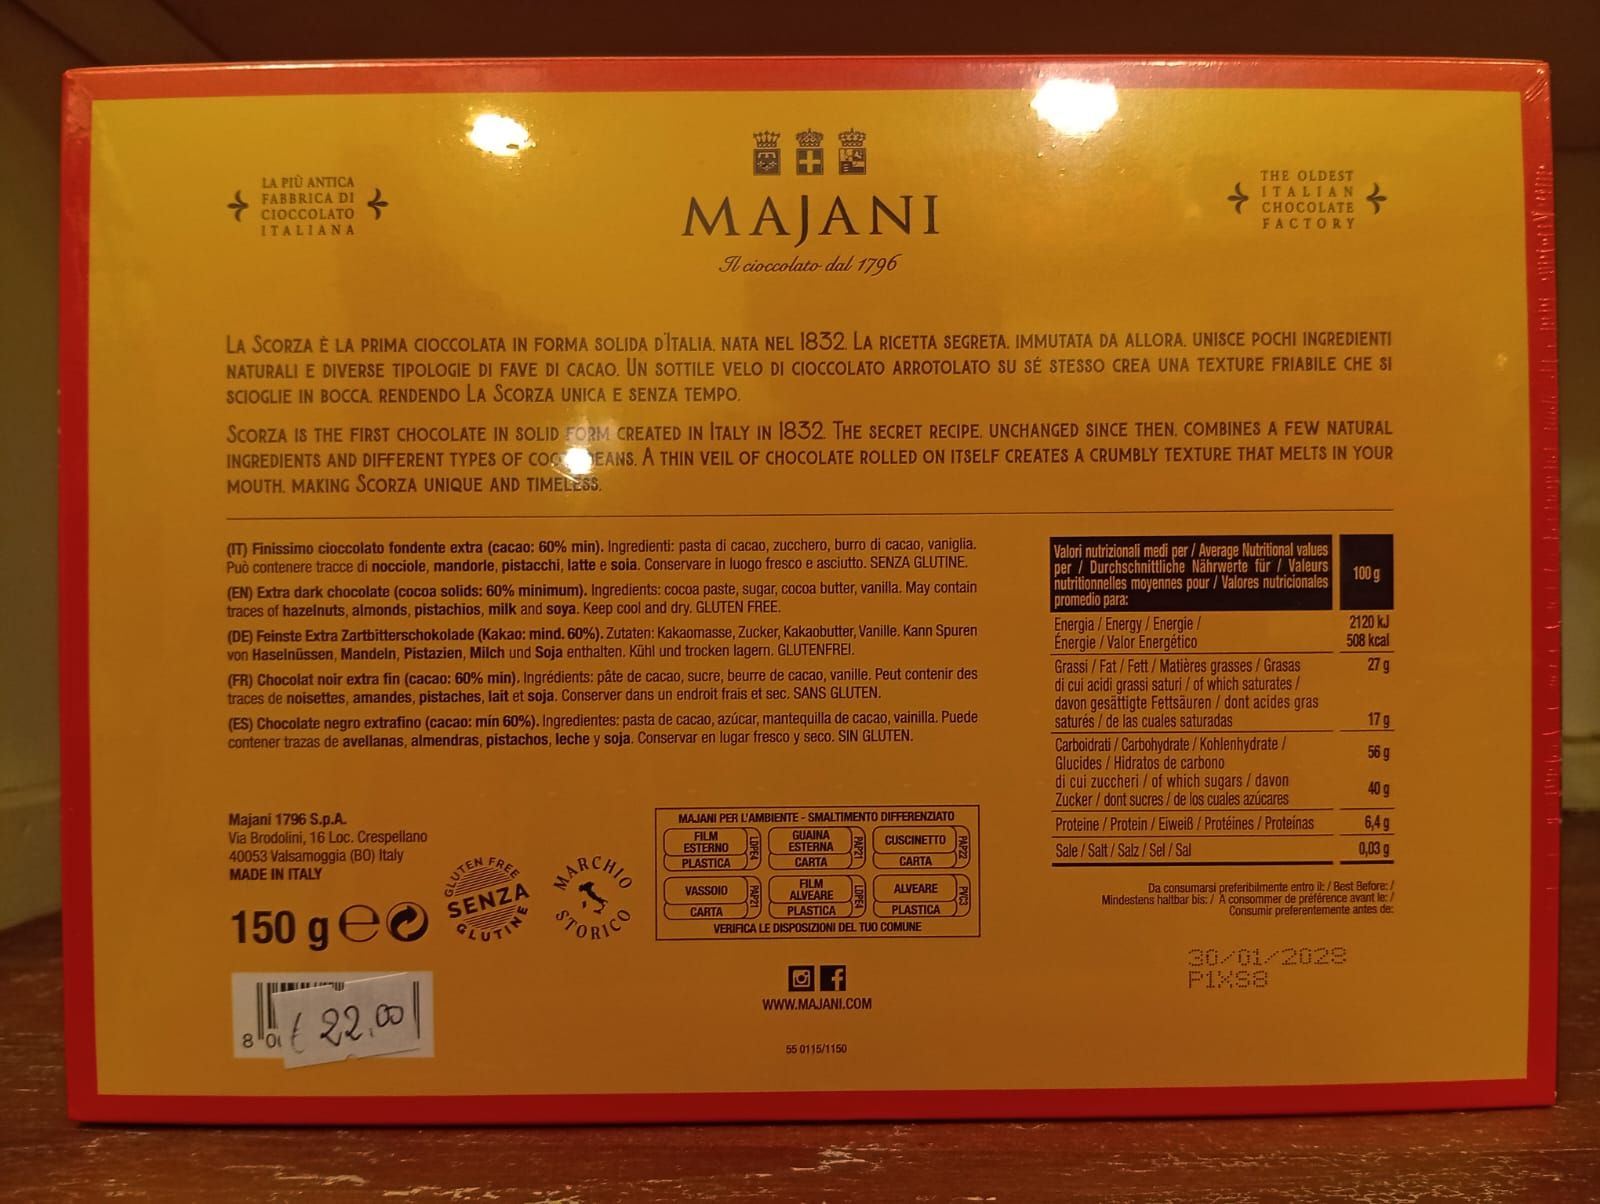 LA PIÙ ANTICA
FABBRICA DI
CIOCCOLATO
ITALIANA
MAJANI
Il cioccolato dal 1796
THE OLDEST
ITALIAN
CHOCOLATE
FACTORY
LA SCORZA È LA PRIMA CIOCCOLATA IN FORMA SOLIDA D'ITALIA, NATA NEL 1832. LA RICETTA SEGRETA, IMMUTATA DA ALLORA, UNISCE POCHI INGREDIENTI
NATURALI E DIVERSE TIPOLOGIE DI FAVE DI CACAO. UN SOTTILE VELO DI CIOCCOLATO ARROTOLATO SU SÉ STESSO CREA UNA TEXTURE FRIABILE CHE SI
SCIOGLIE IN BOCCA, RENDENDO LA SCORZA UNICA E SENZA TEMPO.
SCORZA IS THE FIRST CHOCOLATE IN SOLID FORM CREATED IN ITALY IN 1832. THE SECRET RECIPE, UNCHANGED SINCE THEN, COMBINES A FEW NATURAL
INGREDIENTS AND DIFFERENT TYPES OF BEANS. A THIN VEIL OF CHOCOLATE ROLLED ON ITSELF CREATES A CRUMBLY TEXTURE THAT MELTS IN YOUR
MOUTH, MAKING SCORZA UNIQUE AND TIMELESS.
(IT) Finissimo cioccolato fondente extra (cacao: 60% min). Ingredienti: pasta di cacao, zucchero, burro di cacao, vaniglia.
Può contenere tracce di nocciole, mandorle, pistacchi, latte e soia. Conservare in luogo fresco e asciutto. SENZA GLUTINE.
(EN) Extra dark chocolate (cocoa solids: 60% minimum). Ingredients: cocoa paste, sugar, cocoa butter, vanilla. May contain
traces of hazelnuts, almonds, pistachios, milk and soya. Keep cool and dry. GLUTEN FREE.
(DE) Feinste Extra Zartbitterschokolade (Kakao: mind. 60%). Zutaten: Kakaomasse, Zucker, Kakaobutter, Vanille. Kann Spuren
von Haselnüssen, Mandeln, Pistazien, Milch und Soja enthalten. Kühl und trocken lagern. GLUTENFREI.
(FR) Chocolat noir extra fin (cacao: 60% min). Ingrédients: pâte de cacao, sucre, beurre de cacao, vanille. Peut contenir des
traces de noisettes, amandes, pistaches, lait et soja. Conserver dans un endroit frais et sec. SANS GLUTEN.
(ES) Chocolate negro extrafino (cacao: mín 60%). Ingredientes: pasta de cacao, azúcar, mantequilla de cacao, vainilla. Puede
contener trazas de avellanas, almendras, pistachos, leche y soja. Conservar en lugar fresco y seco. SIN GLUTEN.
Valori nutrizionali medi per / Average Nutritional values
per / Durchschnittliche Nährwerte für / Valeurs
nutritionnelles moyennes pour / Valores nutricionales
promedio para:
100 g
Energia / Energy / Energie /
Énergie / Valor Energético
2120 kJ
508 kcal
Grassi / Fat / Fett / Matières grasses / Grasas
27 g
di cui acidi grassi saturi / of which saturates /
davon gesättigte Fettsäuren / dont acides gras
saturés / de las cuales saturadas
17 g
Carboidrati / Carbohydrate / Kohlenhydrate /
Glucides / Hidratos de carbono
56 g
di cui zuccheri / of which sugars / davon
Zucker / dont sucres / de los cuales azúcares
40 g
Proteine / Protein / Eiweiß / Protéines / Proteínas
6,4 g
Sale / Salt / Salz / Sel / Sal
0,03 g
Da consumarsi preferibilmente entro il: / Best Before: /
Mindestens haltbar bis: / A consommer de préférence avant le: /
Consumir preferentemente antes de:
30/01/2028
P1XS8
Majani 1796 S.p.A.
Via Brodolini, 16 Loc. Crespellano
40053 Valsamoggia (BO) Italy
MADE IN ITALY
150 g e
GLUTEN FREE
SENZA
GLUTINE
MARCHIO
STORICO
MAJANI PER L'AMBIENTE - SMALTIMENTO DIFFERENZIATO
FILM
ESTERNO
PLASTICA
LDPE4
GUAINA
ESTERNA
CARTA
PAP21
CUSCINETTO
CARTA
PAP22
VASSOIO
CARTA
PAP21
FILM
ALVEARE
PLASTICA
LDPE4
ALVEARE
PLASTICA
PVC3
VERIFICA LE DISPOSIZIONI DEL TUO COMUNE
WWW.MAJANI.COM
55 0115/1150
8 00
€ 22,00